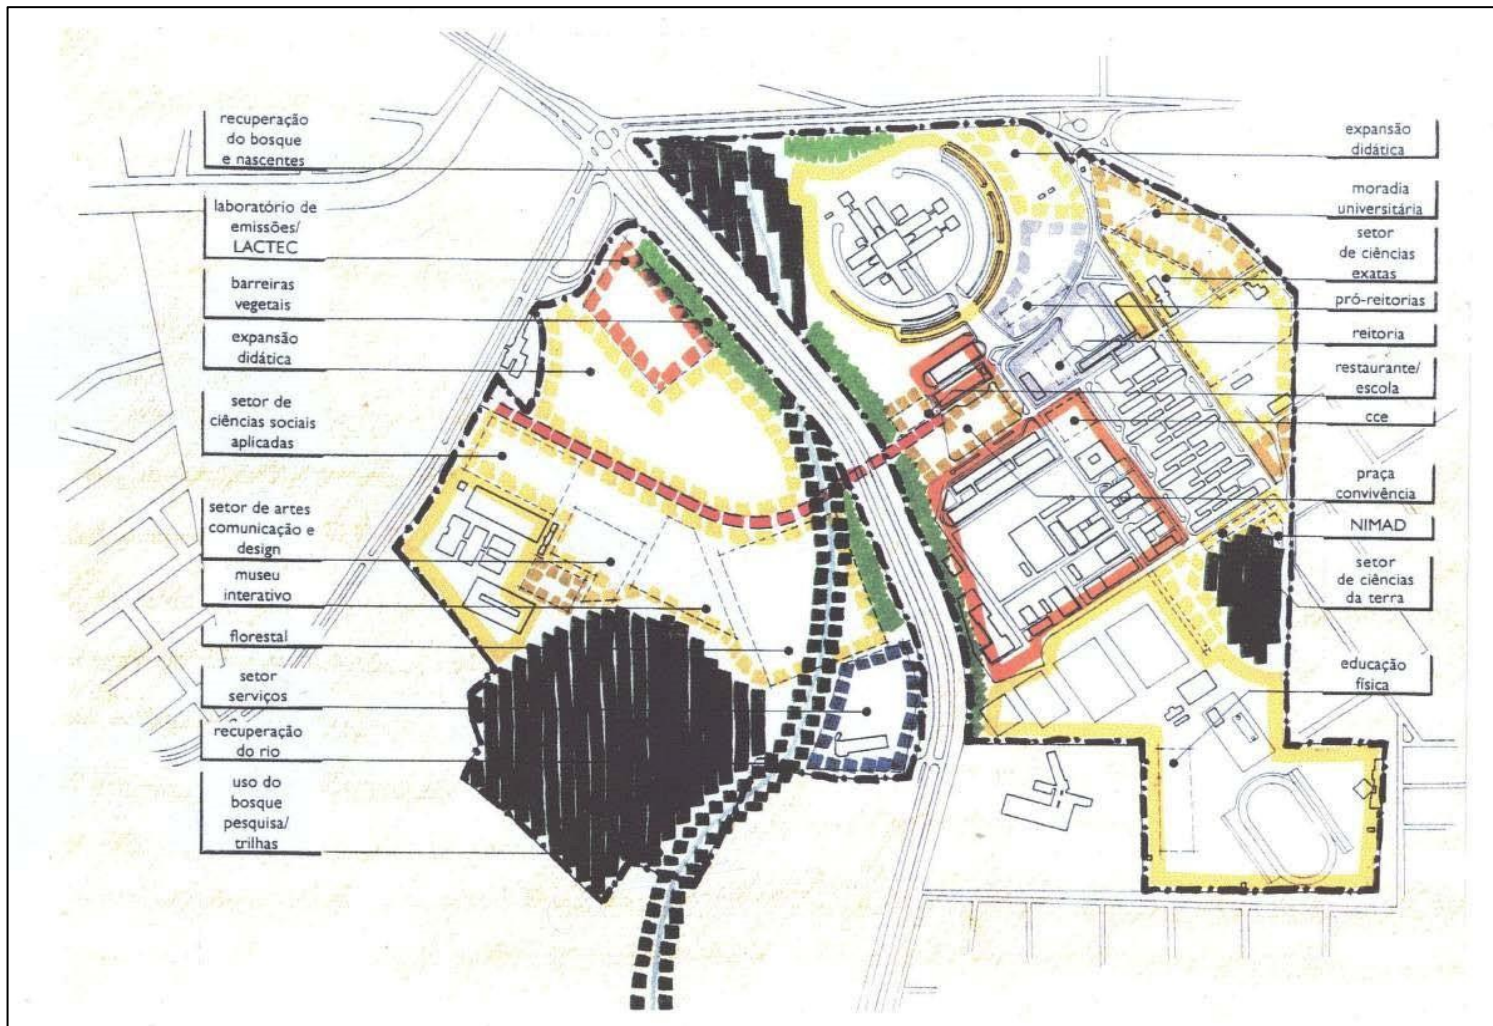 recuperação
do bosque
e nascentes
laboratório de
emissões/
LACTEC
barreiras
vegetais
expansão
didática
setor de
ciências sociais
aplicadas
setor de artes
comunicação e
design
museu
interativo
florestal
setor
serviços
recuperação
do rio
uso do
bosque
pesquisa/
trilhas
expansão
didática
moradia
universitária
setor
de ciências
exatas
pró-reitorias
reitoria
restaurante/
escola
cce
praça
convivência
NIMAD
setor
de ciências
da terra
educação
física